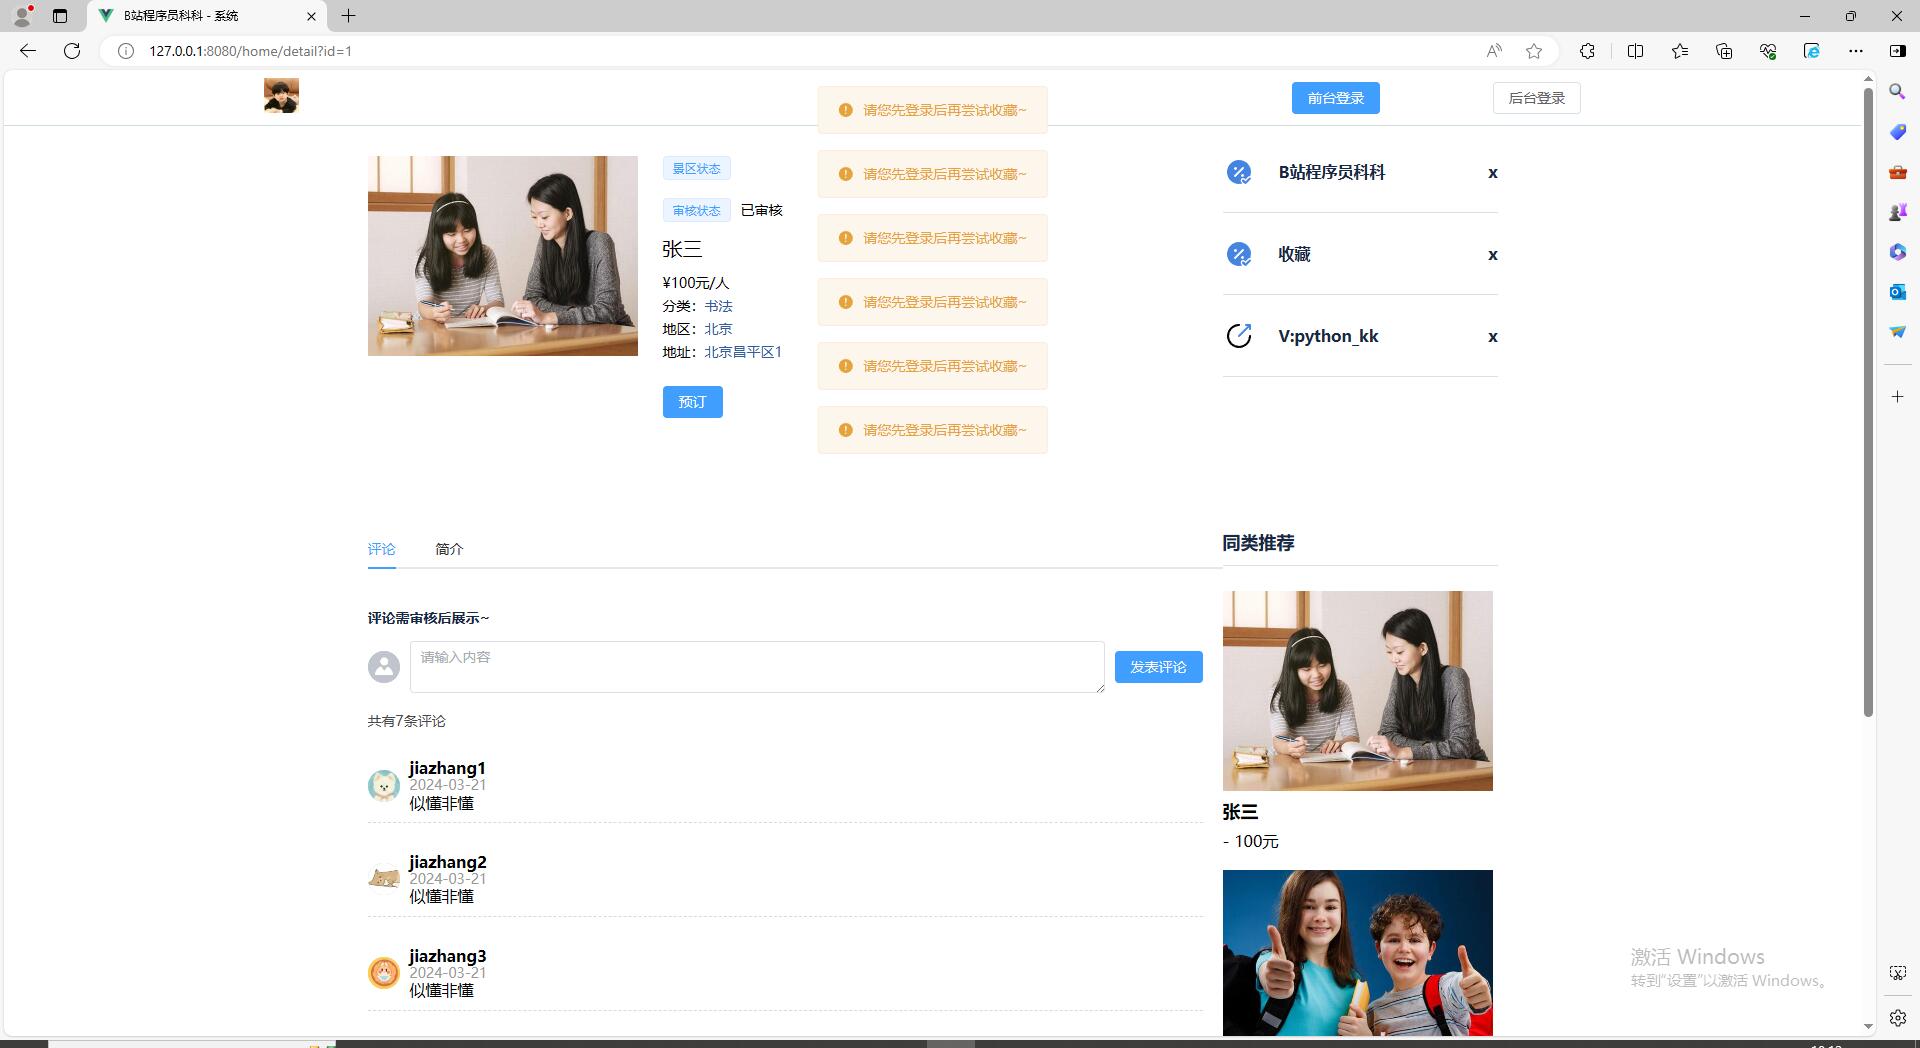 B站程序员科科 - 系统
127.0.0.1:8080/home/detail?id=1
前台登录
后台登录
请您先登录后再尝试收藏~
请您先登录后再尝试收藏~
请您先登录后再尝试收藏~
请您先登录后再尝试收藏~
请您先登录后再尝试收藏~
请您先登录后再尝试收藏~
景区状态
审核状态 已审核
张三
¥100元/人
分类：书法
地区：北京
地址：北京昌平区1
预订
B站程序员科科 x
收藏 x
V:python_kk x
评论 简介
评论需审核后展示~
请输入内容
发表评论
共有7条评论
jiazhang1
2024-03-21
似懂非懂
jiazhang2
2024-03-21
似懂非懂
jiazhang3
2024-03-21
似懂非懂
同类推荐
张三
- 100元
激活 Windows
转到"设置"以激活 Windows。